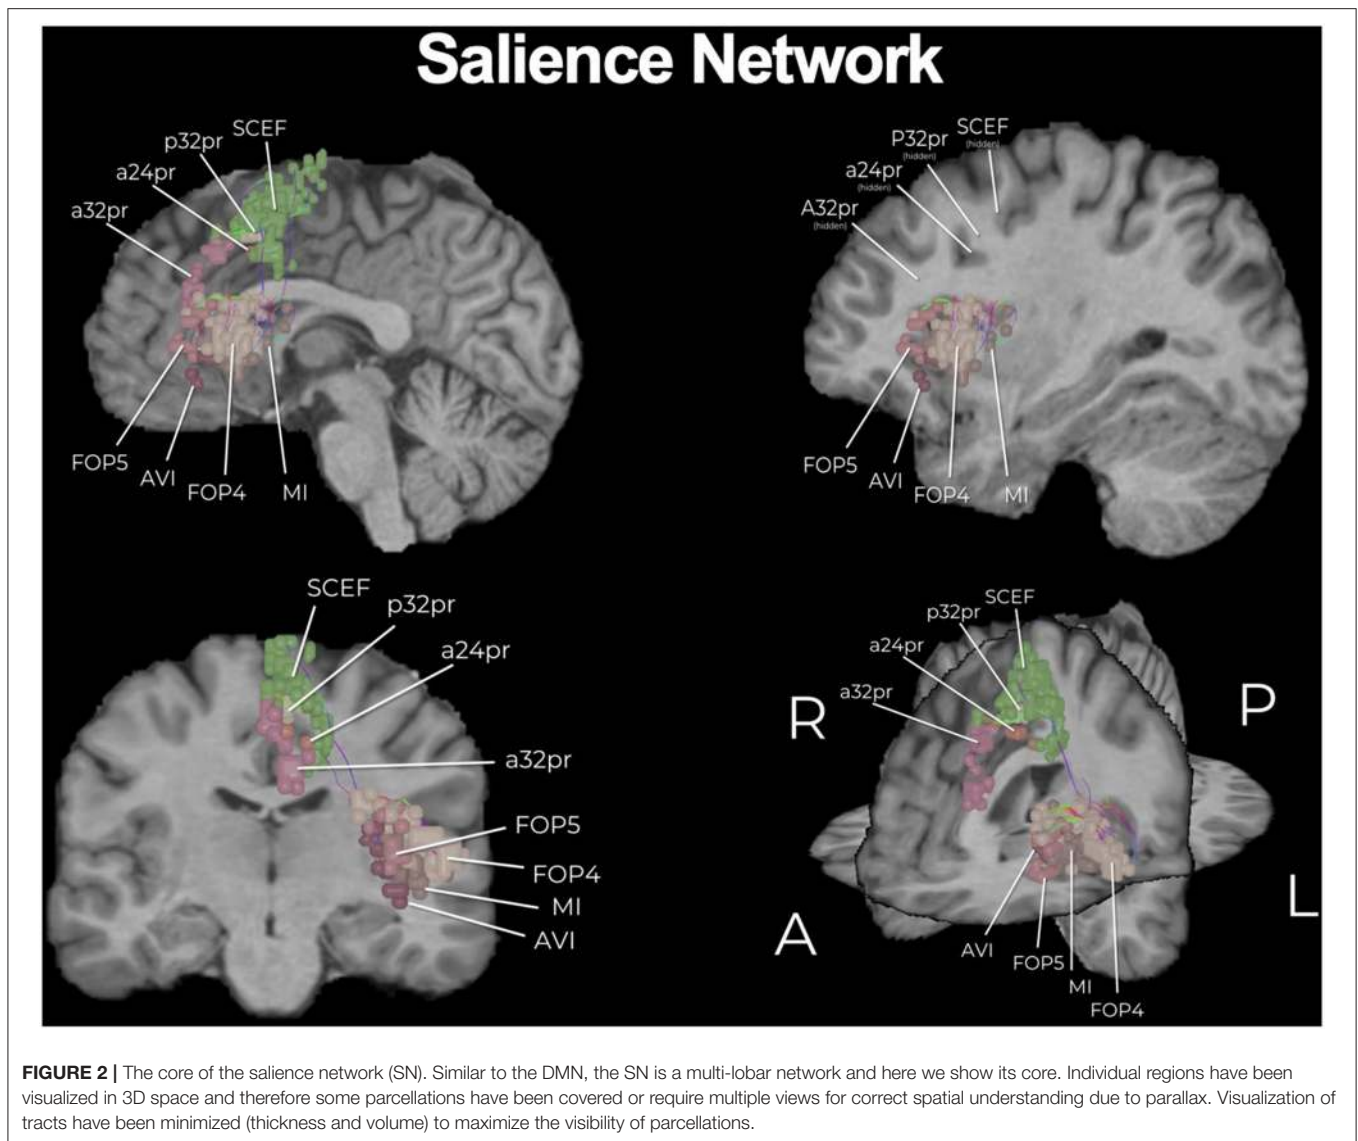 Salience Network
SCEF
p32pr
a24pr
a32pr
FOP5
AVI
FOP4
MI
SCEF
(hidden)
P32pr
(hidden)
a24pr
(hidden)
A32pr
(hidden)
FOP5
AVI
FOP4
MI
SCEF
p32pr
a24pr
a32pr
FOP5
FOP4
MI
AVI
SCEF
p32pr
a24pr
a32pr
R
P
A
L
AVI
FOP5
MI
FOP4
FIGURE 2 | The core of the salience network (SN). Similar to the DMN, the SN is a multi-lobar network and here we show its core. Individual regions have been
visualized in 3D space and therefore some parcellations have been covered or require multiple views for correct spatial understanding due to parallax. Visualization of
tracts have been minimized (thickness and volume) to maximize the visibility of parcellations.